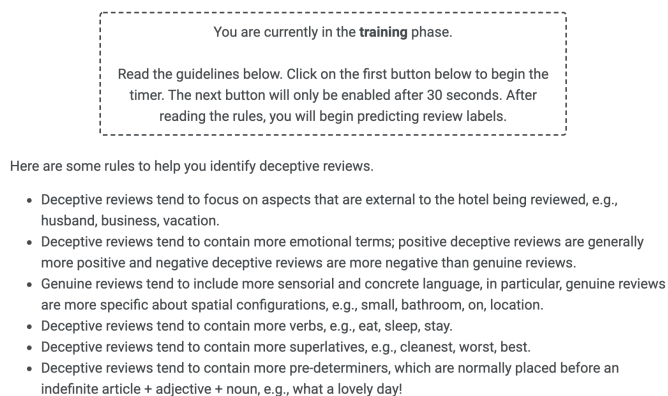 You are currently in the training phase.
Read the guidelines below. Click on the first button below to begin the
timer. The next button will only be enabled after 30 seconds. After
reading the rules, you will begin predicting review labels.
Here are some rules to help you identify deceptive reviews.
• Deceptive reviews tend to focus on aspects that are external to the hotel being reviewed, e.g.,
husband, business, vacation.
• Deceptive reviews tend to contain more emotional terms; positive deceptive reviews are generally
more positive and negative deceptive reviews are more negative than genuine reviews.
• Genuine reviews tend to include more sensorial and concrete language, in particular, genuine reviews
are more specific about spatial configurations, e.g., small, bathroom, on, location.
• Deceptive reviews tend to contain more verbs, e.g., eat, sleep, stay.
• Deceptive reviews tend to contain more superlatives, e.g., cleanest, worst, best.
• Deceptive reviews tend to contain more pre-determiners, which are normally placed before an
indefinite article + adjective + noun, e.g., what a lovely day!